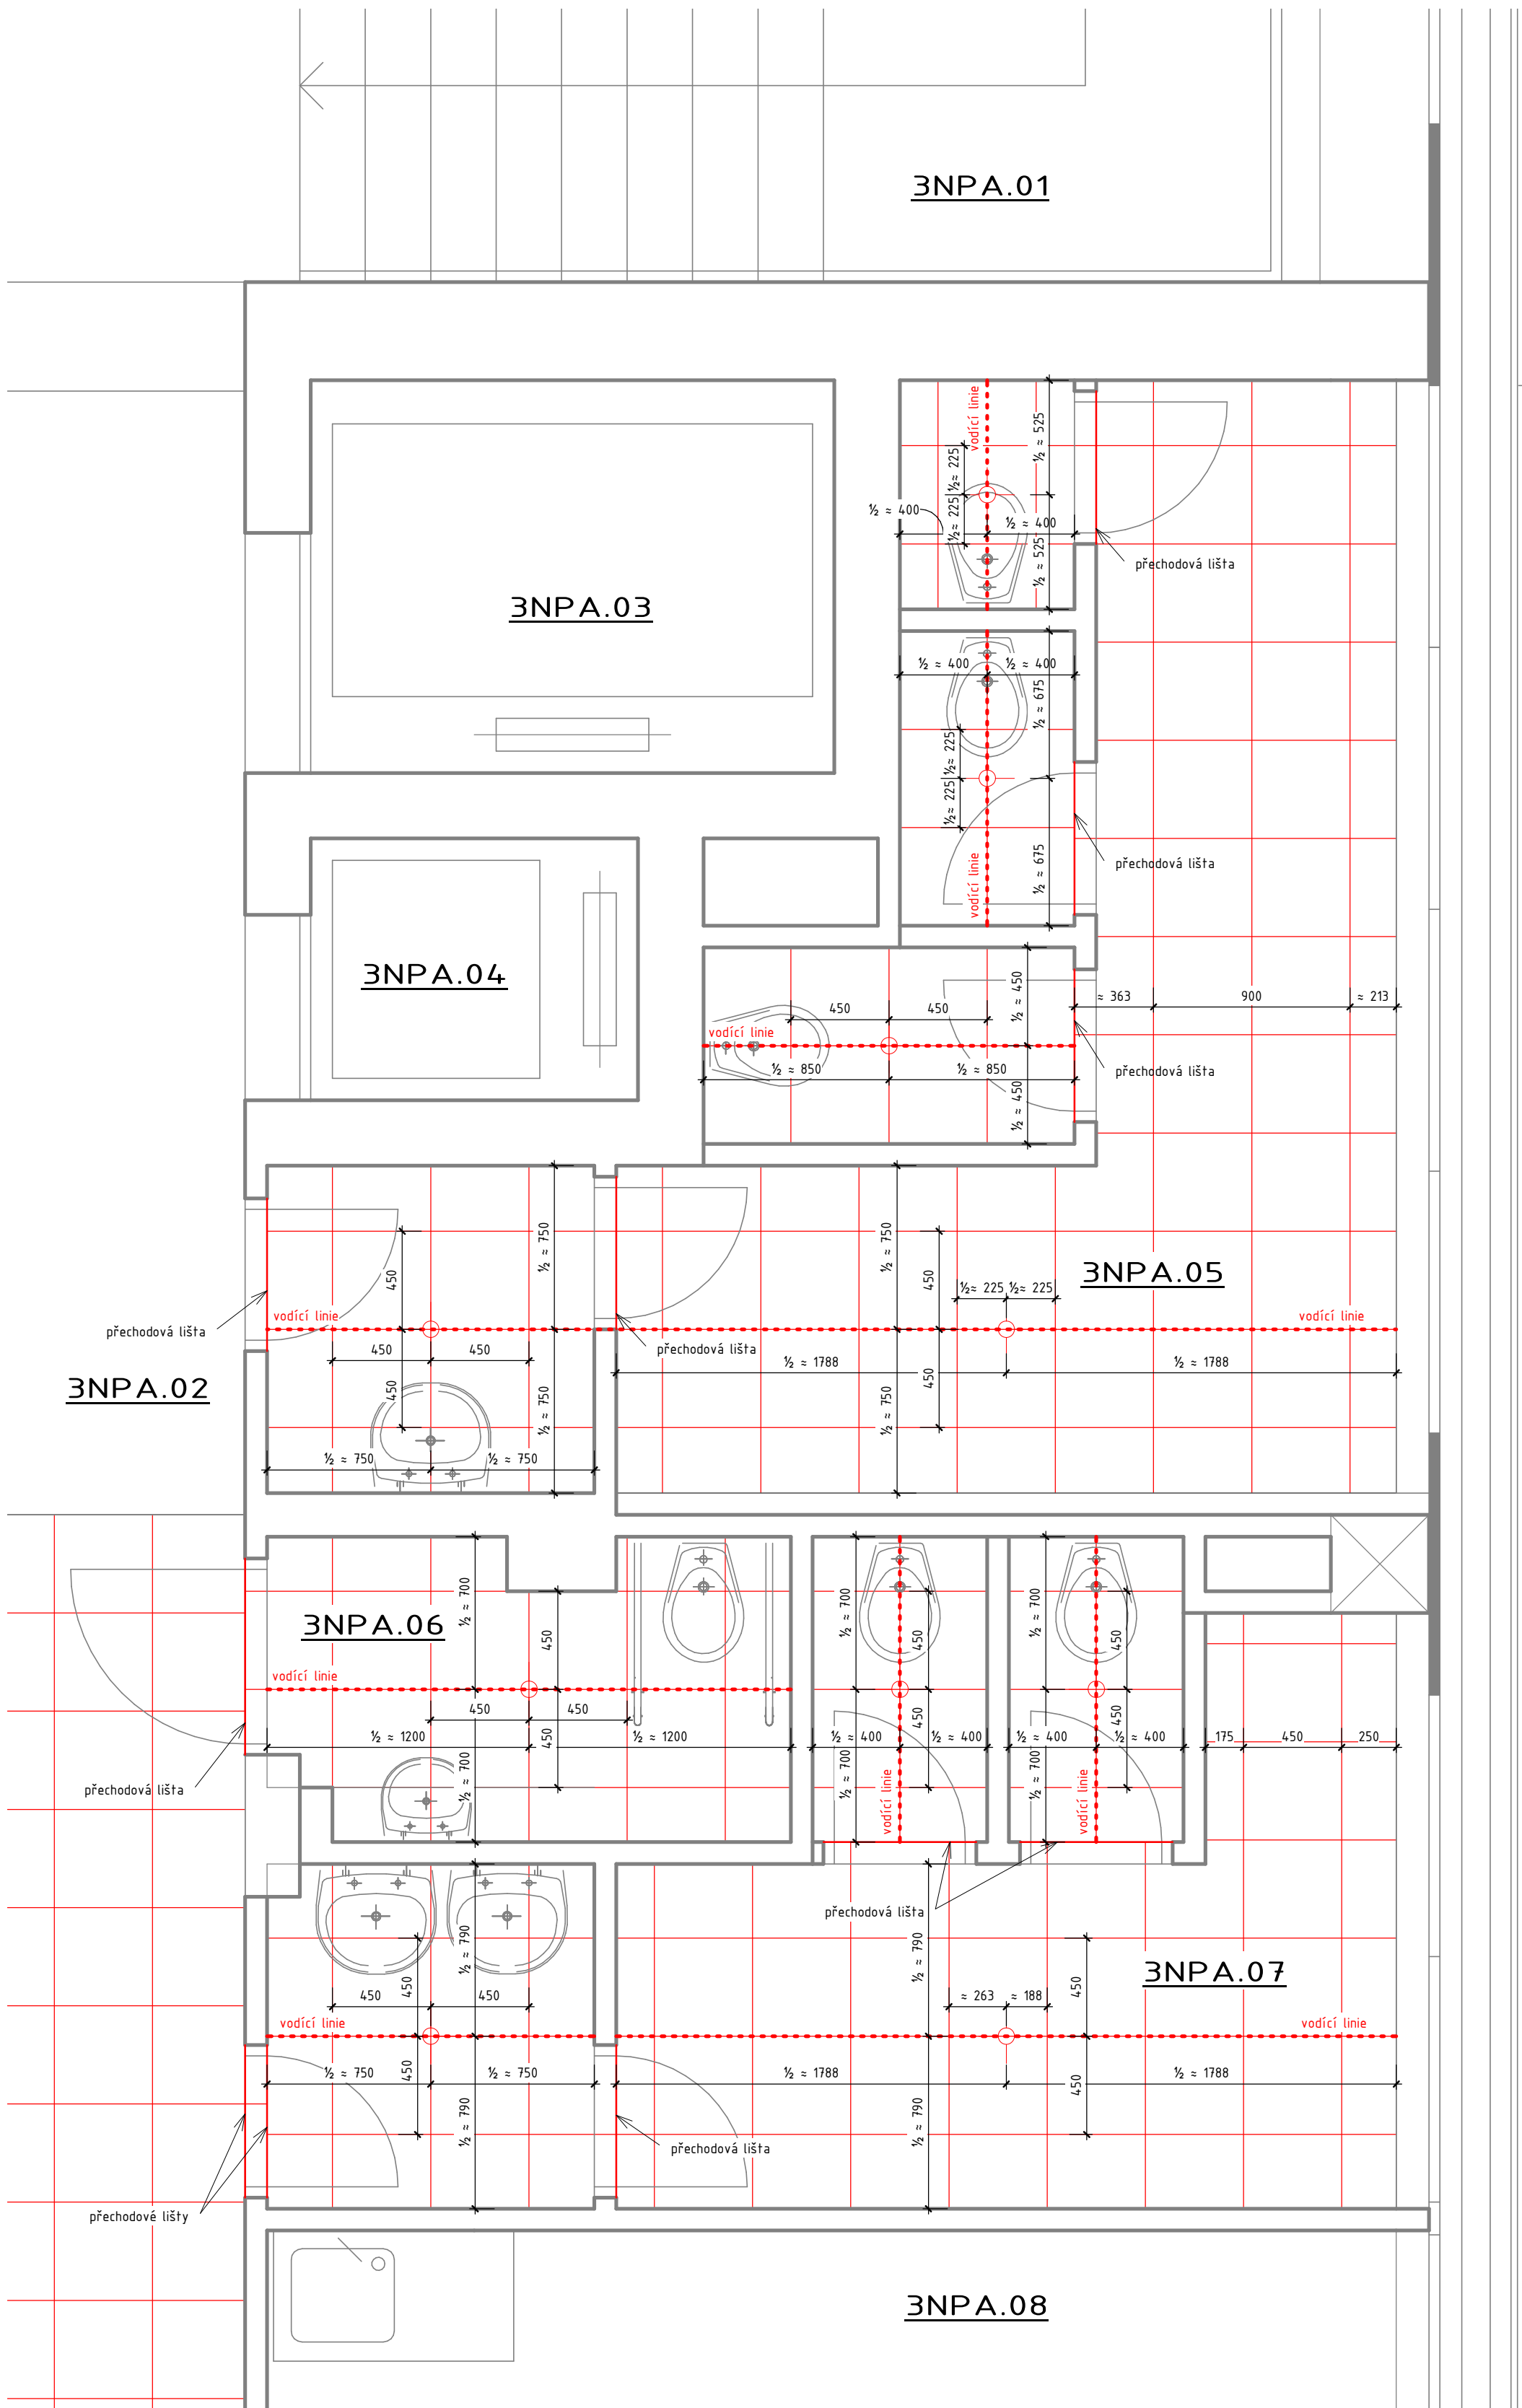 3NPA.01
vodící linie
½ ≈ 525
½≈ 225
½ ≈ 400
½≈ 225
½ ≈ 400
½ ≈ 525
přechodová lišta
3NPA.03
½ ≈ 400
½ ≈ 400
½ ≈ 675
½≈ 225
½≈ 225
vodící linie
½ ≈ 675
přechodová lišta
3NPA.04
450
450
½ ≈ 450
≈ 363
900
≈ 213
vodící linie
½ ≈ 850
½ ≈ 850
½ ≈ 450
přechodová lišta
½ ≈ 750
½ ≈ 750
450
450
3NPA.05
½≈ 225
½≈ 225
vodící linie
vodící linie
přechodová lišta
450
450
přechodová lišta
½ ≈ 1788
½ ≈ 1788
3NPA.02
450
450
½ ≈ 750
½ ≈ 750
½ ≈ 750
½ ≈ 750
½ ≈ 700
½ ≈ 700
½ ≈ 700
3NPA.06
450
450
450
vodící linie
450
450
450
450
450
½ ≈ 1200
½ ≈ 1200
½ ≈ 400
½ ≈ 400
½ ≈ 400
½ ≈ 400
175
450
250
přechodová lišta
½ ≈ 700
½ ≈ 700
½ ≈ 700
vodící linie
vodící linie
přechodová lišta
½ ≈ 790
½ ≈ 790
3NPA.07
450
450
450
450
≈ 263
≈ 188
vodící linie
vodící linie
½ ≈ 750
½ ≈ 750
450
½ ≈ 1788
450
½ ≈ 1788
½ ≈ 790
½ ≈ 790
přechodová lišta
přechodové lišty
3NPA.08